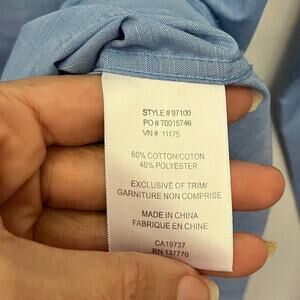 STYLE # 97100
PO # T0015746
VN # 11175
60% COTTON/COTON
40% POLYESTER
EXCLUSIVE OF TRIM/
GARNITURE NON COMPRISE
MADE IN CHINA
FABRIQUE EN CHINE
CA19737
RN 137770